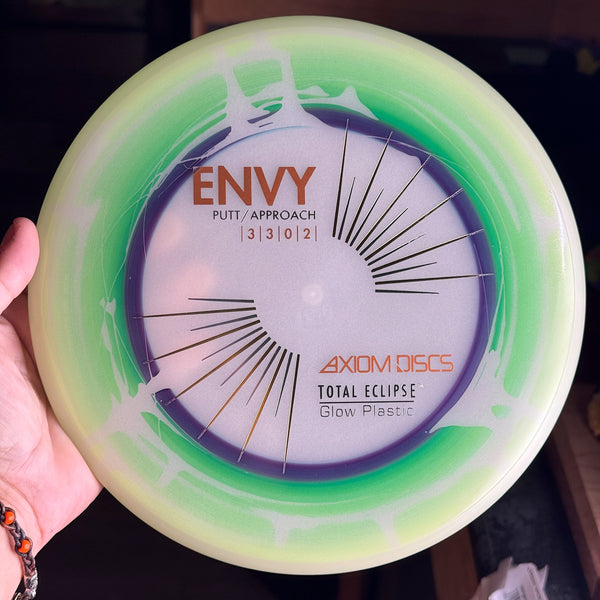 ENVY
PUTT/APPROACH
|3|3|0|2|
AXIOM DISCS
TOTAL ECLIPSE
Glow Plastic